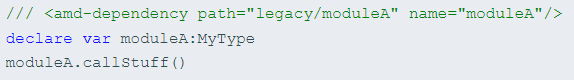 /// <amd-dependency path="legacy/moduleA" name="moduleA"/>
declare var moduleA:MyType
moduleA.callStuff()